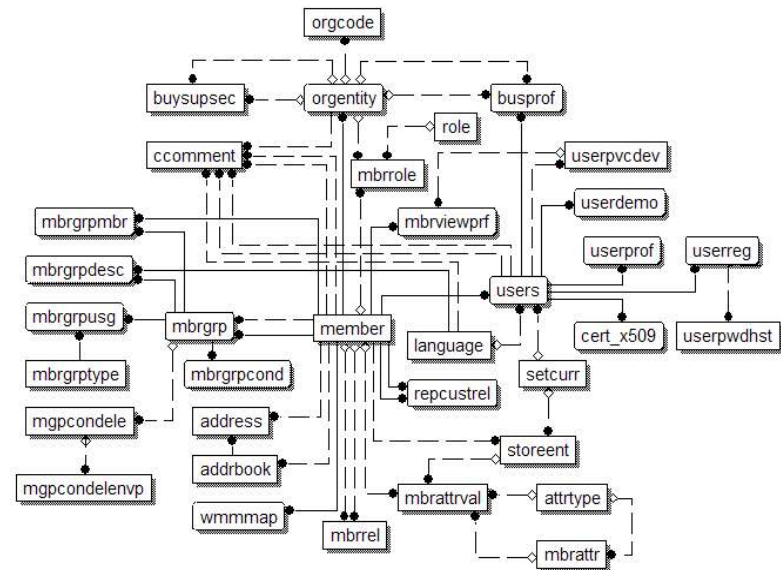 orgcode
buysupsec
orgentity
busprof
role
ccomment
userpvcdev
mbrrole
userdemo
mbrgrpmbr
mbrviewprf
userprof
userreg
mbrgrpdesc
users
mbrgrpusg
mbrgrp
member
language
cert_x509
userpwdhst
mbrgrptype
mbrgrpcond
setcurr
repcustrel
mgpcondele
address
storeent
addrbook
mgpcondelenvp
mbrattrval
attrtype
wmmmap
mbrrel
mbrattr